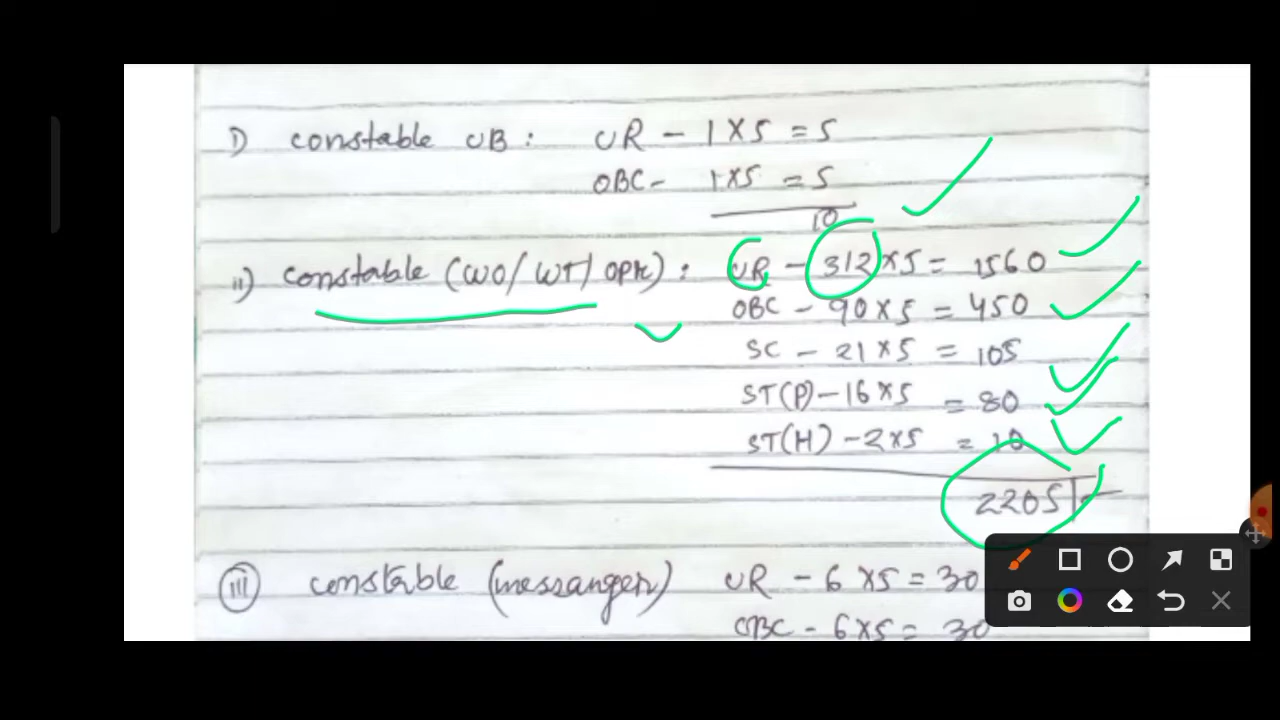 I) constable UB : UR - 1 X 5 = 5
OBC - 1X5 = 5
10
ii) constable (WO/ WT/ OPR) : UR - 312 X 5 = 1560
OBC - 90 X 5 = 450
SC - 21 X 5 = 105
ST(P) - 16 X 5 = 80
ST(H) - 2 X 5 = 10
2205/-
III constable (messanger) UR - 6 X 5 = 30
OBC - 6 X 5 = 30